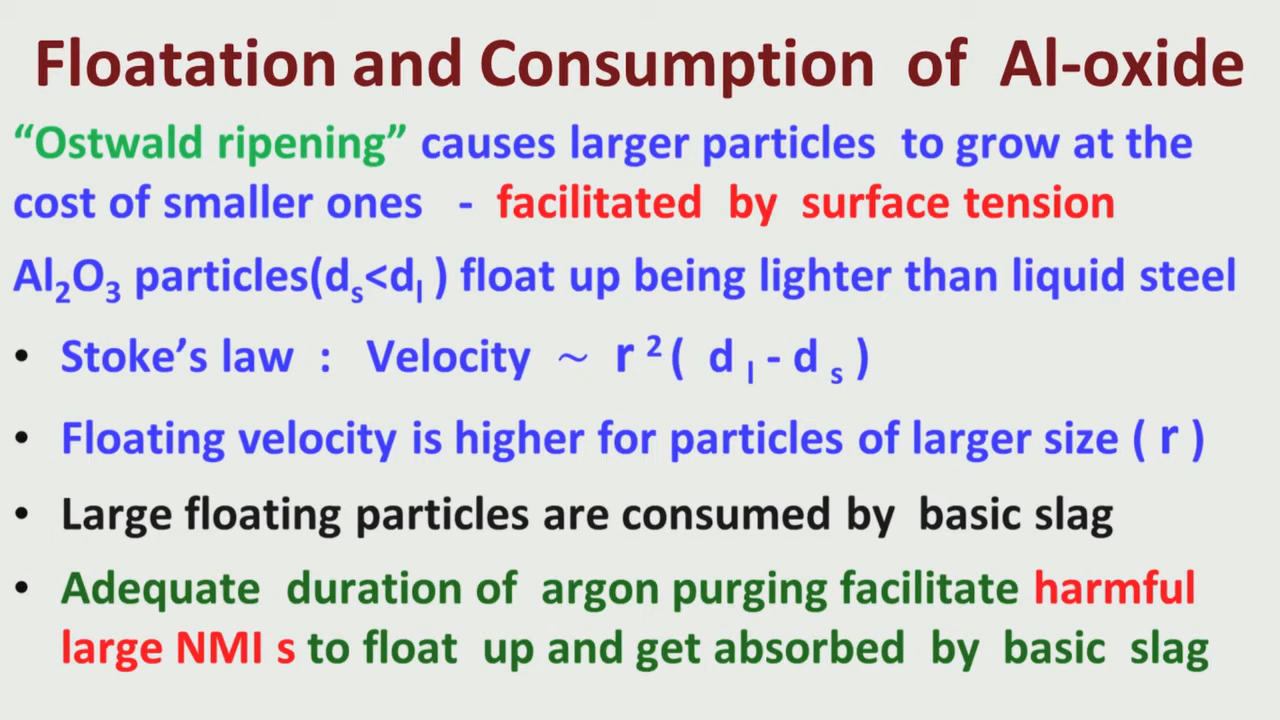 Floatation and Consumption of Al-oxide
“Ostwald ripening” causes larger particles to grow at the
cost of smaller ones - facilitated by surface tension
Al₂O₃ particles(dₛ<dₗ ) float up being lighter than liquid steel
• Stoke’s law : Velocity ~ r ² ( d ₗ - d ₛ )
• Floating velocity is higher for particles of larger size ( r )
• Large floating particles are consumed by basic slag
• Adequate duration of argon purging facilitate harmful
large NMI s to float up and get absorbed by basic slag